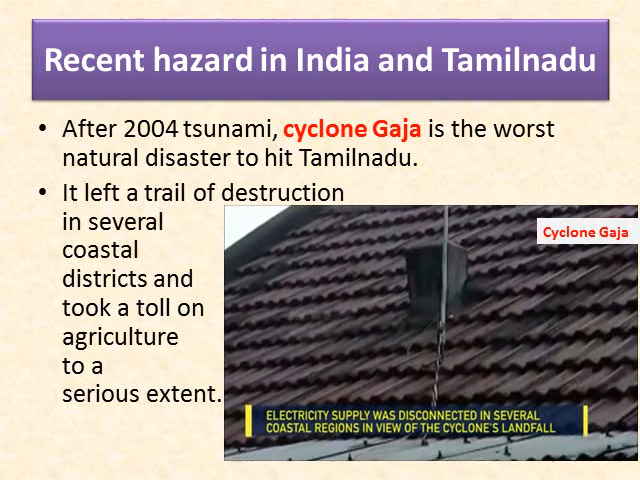 Recent hazard in India and Tamilnadu
• After 2004 tsunami, cyclone Gaja is the worst
natural disaster to hit Tamilnadu.
• It left a trail of destruction
in several
coastal
districts and
took a toll on
agriculture
to a
serious extent.
Cyclone Gaja
ELECTRICITY SUPPLY WAS DISCONNECTED IN SEVERAL
COASTAL REGIONS IN VIEW OF THE CYCLONE'S LANDFALL